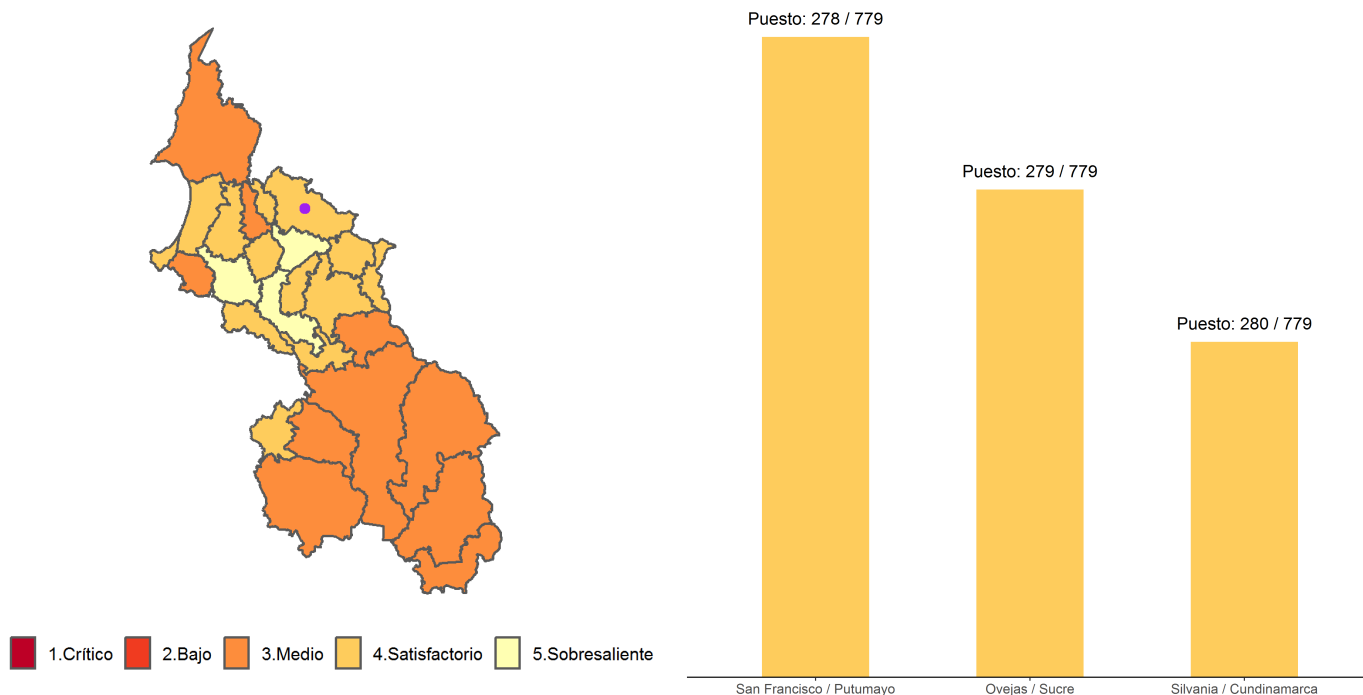 Puesto: 278 / 779
Puesto: 279 / 779
Puesto: 280 / 779
1.Crítico 2.Bajo 3.Medio 4.Satisfactorio 5.Sobresaliente
San Francisco / Putumayo Ovejas / Sucre Silvania / Cundinamarca